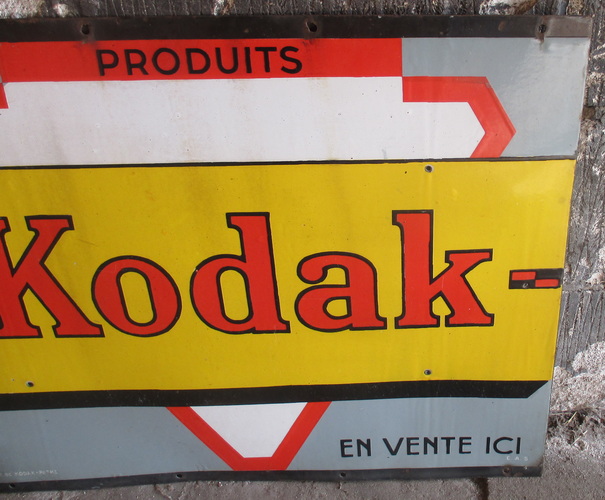 PRODUITS
Kodak
EN VENTE ICI